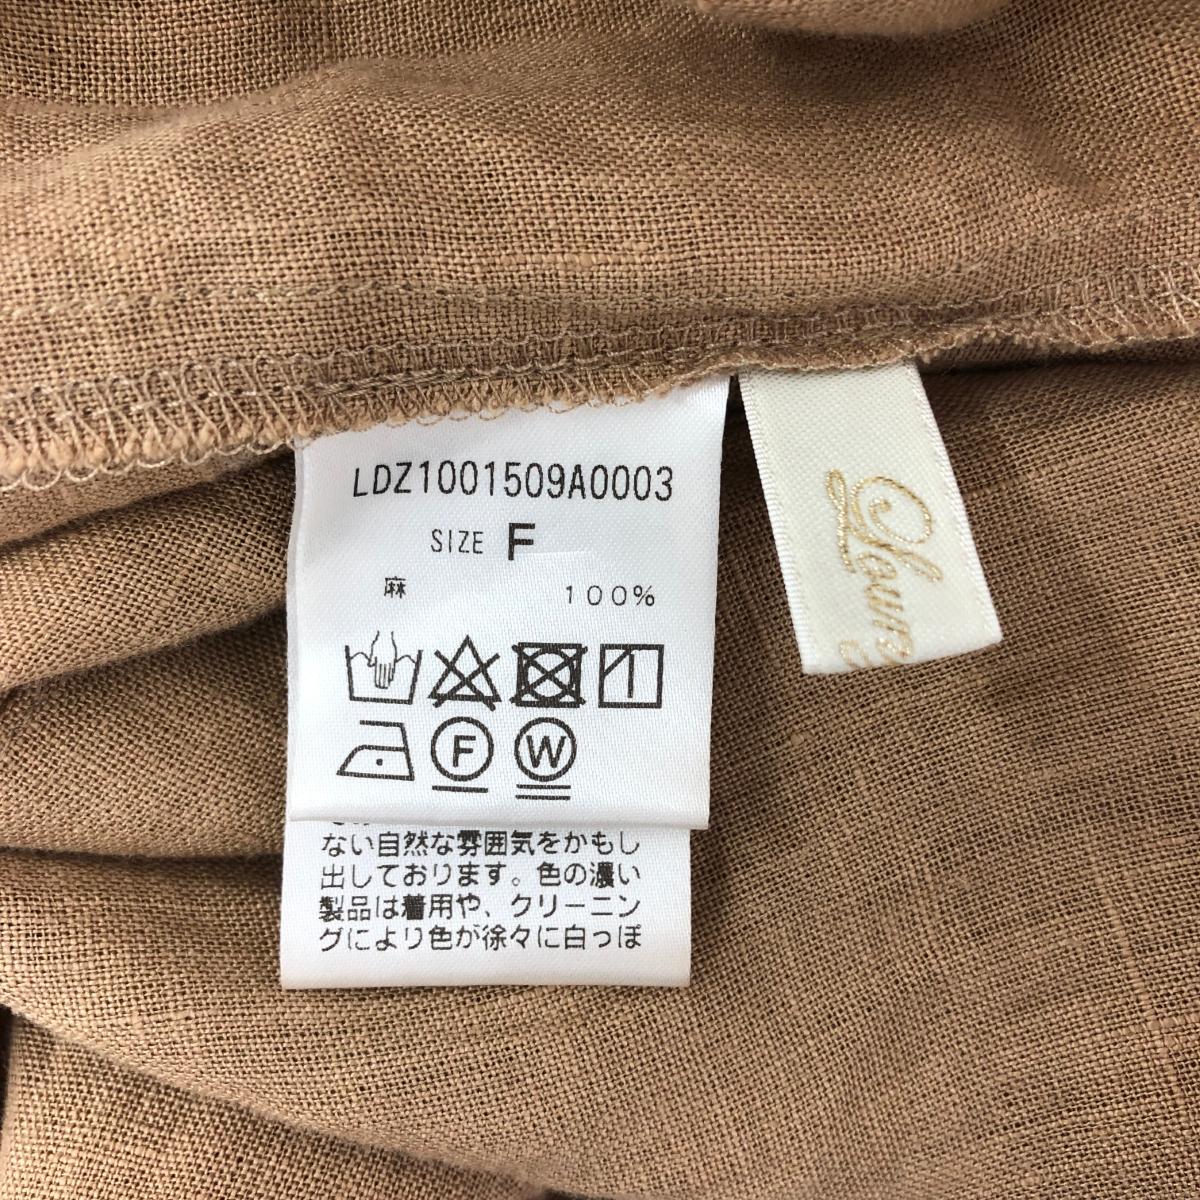 LDZ1001509A0003
SIZE F
麻 100%
F W
ない自然な雰囲気をかもし
出しております。色の濃い
製品は着用や、クリーニン
グにより色が徐々に白っぽ